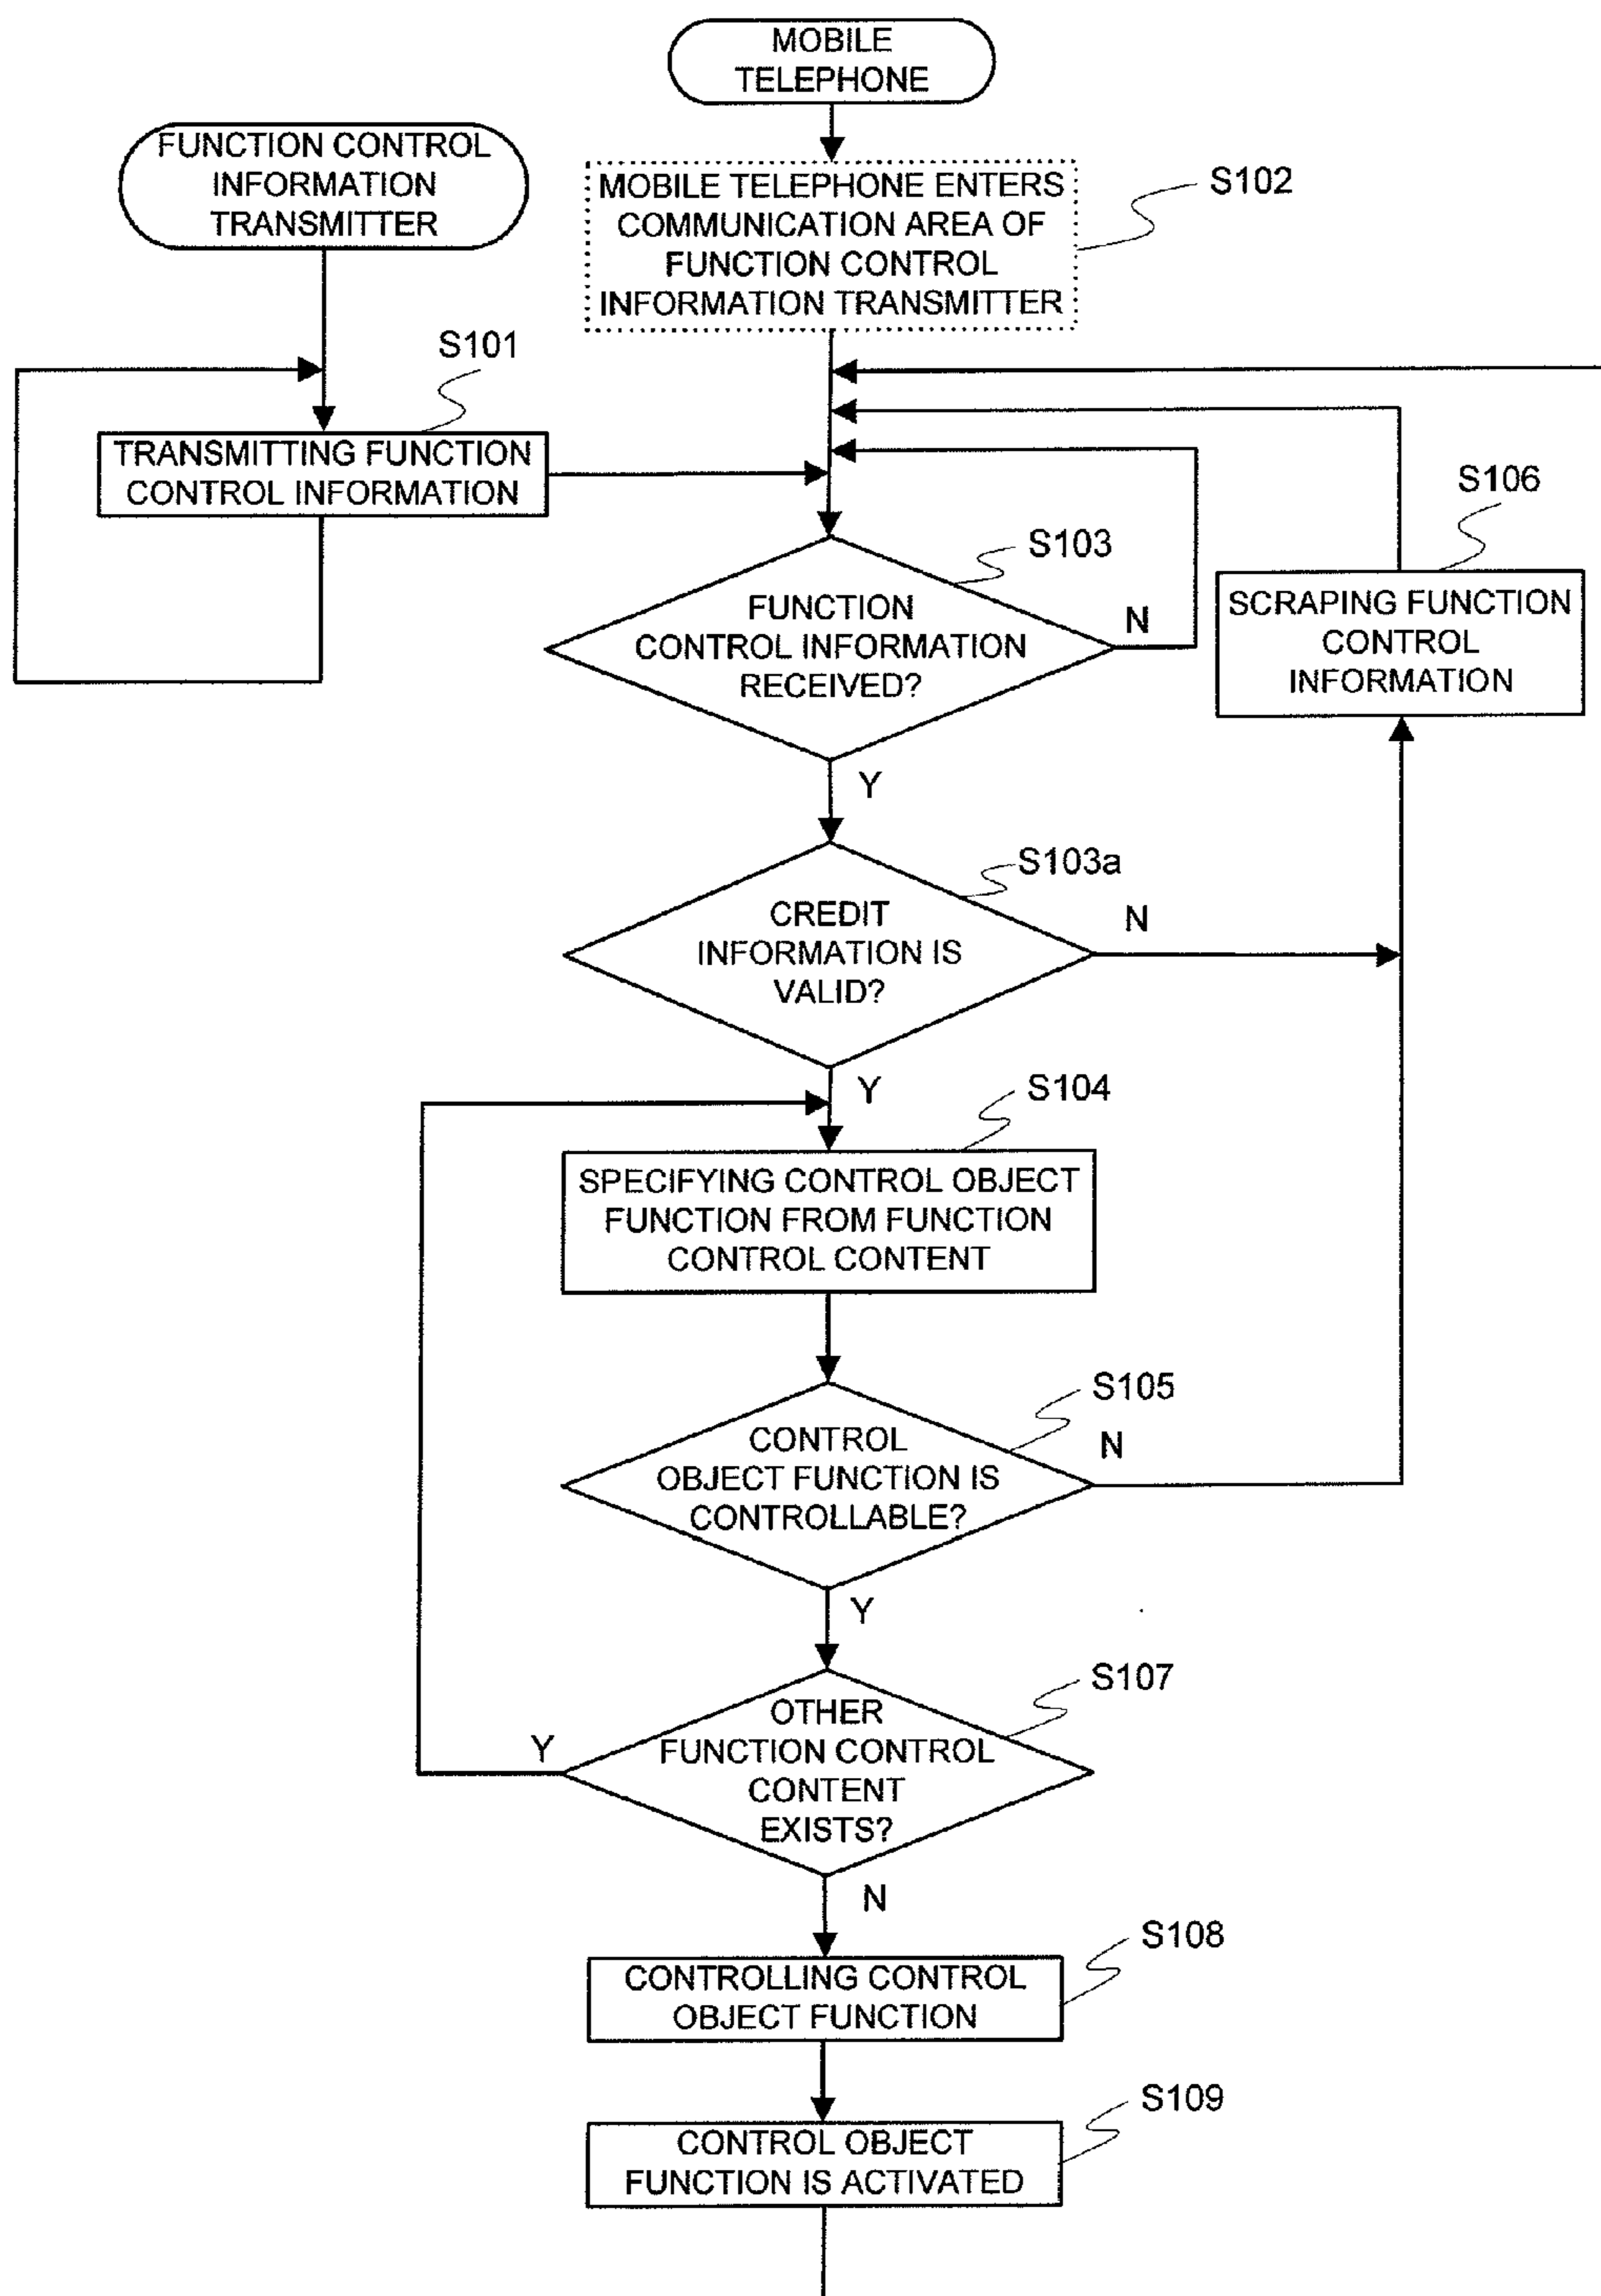 MOBILE
TELEPHONE
FUNCTION CONTROL
INFORMATION
TRANSMITTER
MOBILE TELEPHONE ENTERS
COMMUNICATION AREA OF
FUNCTION CONTROL
INFORMATION TRANSMITTER
S102
S101
TRANSMITTING FUNCTION
CONTROL INFORMATION
S103
FUNCTION
CONTROL INFORMATION
RECEIVED?
N
S106
SCRAPING FUNCTION
CONTROL
INFORMATION
Y
S103a
CREDIT
INFORMATION IS
VALID?
N
Y
S104
SPECIFYING CONTROL OBJECT
FUNCTION FROM FUNCTION
CONTROL CONTENT
S105
CONTROL
OBJECT FUNCTION IS
CONTROLLABLE?
N
Y
S107
OTHER
FUNCTION CONTROL
CONTENT
EXISTS?
Y
N
S108
CONTROLLING CONTROL
OBJECT FUNCTION
S109
CONTROL OBJECT
FUNCTION IS ACTIVATED